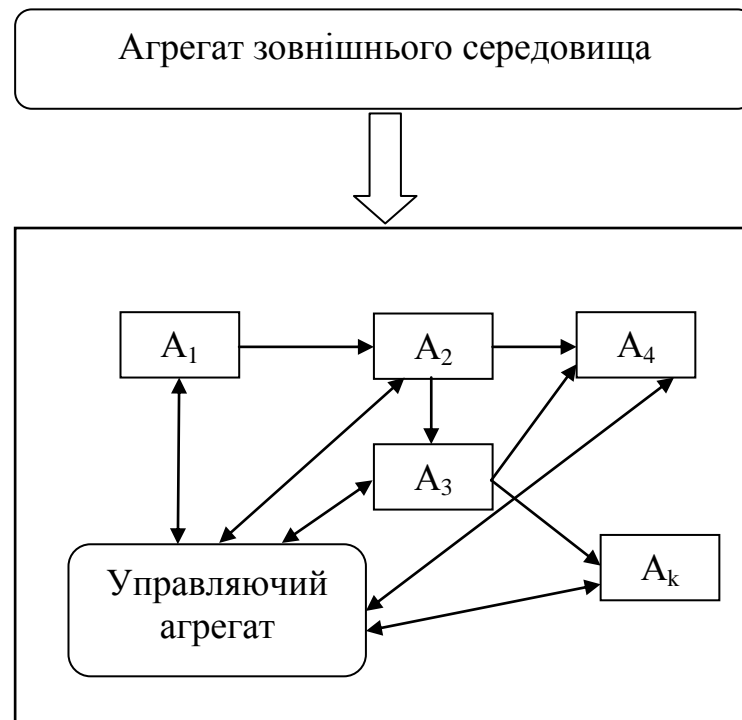 Агрегат зовнішнього середовища
A₁
A₂
A₄
A₃
Aₖ
Управляючий
агрегат